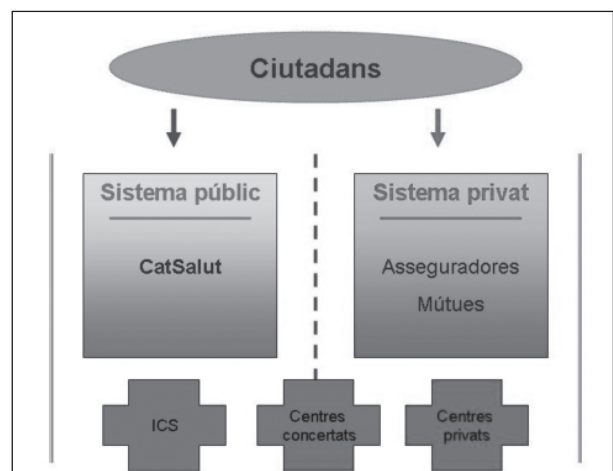 Ciutadans
Sistema públic
CatSalut
Sistema privat
Asseguradores
Mútues
ICS
Centres
concertats
Centres
privats